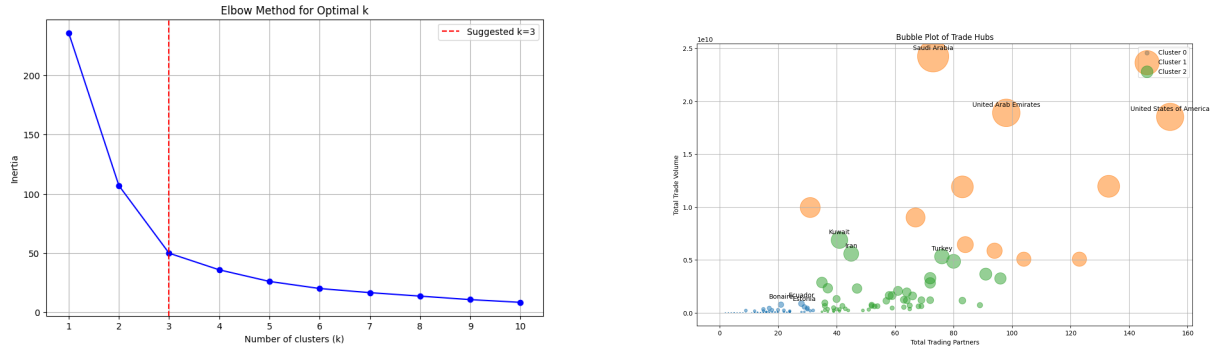 Elbow Method for Optimal k
Suggested k=3
Inertia
200
150
100
50
0
1 2 3 4 5 6 7 8 9 10
Number of clusters (k)
Bubble Plot of Trade Hubs
1e10
Saudi Arabia
Cluster 0
Cluster 1
Cluster 2
United Arab Emirates
United States of America
Kuwait
Iran
Turkey
Bonaire
Ecuador
Estonia
Total Trade Volume
2.5
2.0
1.5
1.0
0.5
0.0
0 20 40 60 80 100 120 140 160
Total Trading Partners